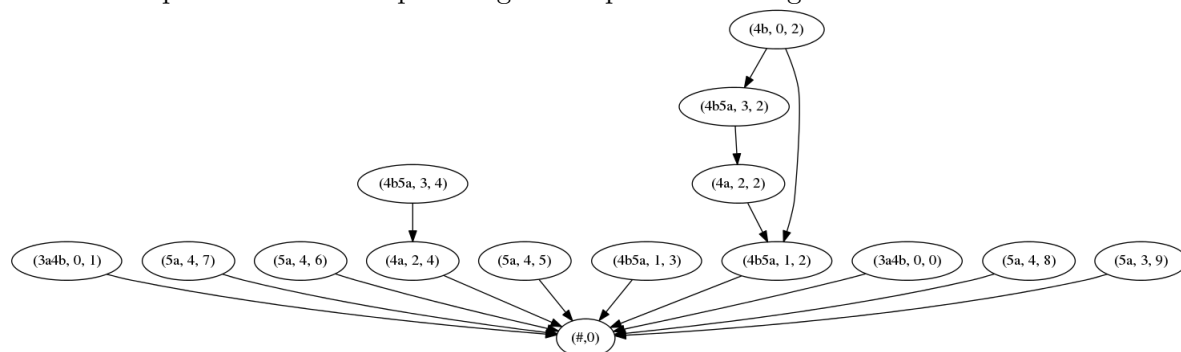 (4b, 0, 2)
(4b5a, 3, 2)
(4b5a, 3, 4)
(4a, 2, 2)
(3a4b, 0, 1)
(5a, 4, 7)
(5a, 4, 6)
(4a, 2, 4)
(5a, 4, 5)
(4b5a, 1, 3)
(4b5a, 1, 2)
(3a4b, 0, 0)
(5a, 4, 8)
(5a, 3, 9)
(#,0)